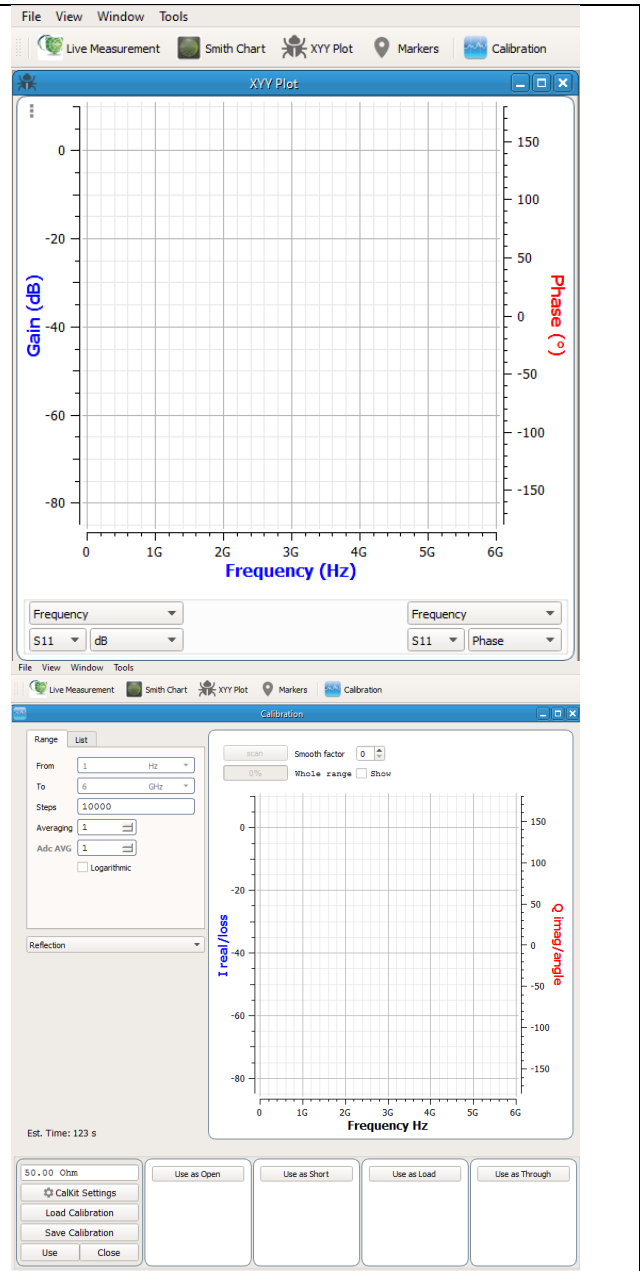 File View Window Tools
Live Measurement Smith Chart XYY Plot Markers Calibration
XYY Plot
0
-20
-40
-60
-80
Gain (dB)
150
100
50
0
-50
-100
-150
Phase (°)
0 1G 2G 3G 4G 5G 6G
Frequency (Hz)
Frequency Frequency
S11 dB S11 Phase
File View Window Tools
Live Measurement Smith Chart XYY Plot Markers Calibration
Calibration
Range List
From 1 Hz
To 6 GHz
Steps 10000
Averaging 1
Adc AVG 1
Logarithmic
Reflection
Est. Time: 123 s
scan Smooth factor 0
0% Whole range Show
0
-20
-40
-60
-80
I real/loss
150
100
50
0
-50
-100
-150
Q imag/angle
0 1G 2G 3G 4G 5G 6G
Frequency Hz
50.00 Ohm
CalKit Settings
Load Calibration
Save Calibration
Use Close
Use as Open Use as Short Use as Load Use as Through